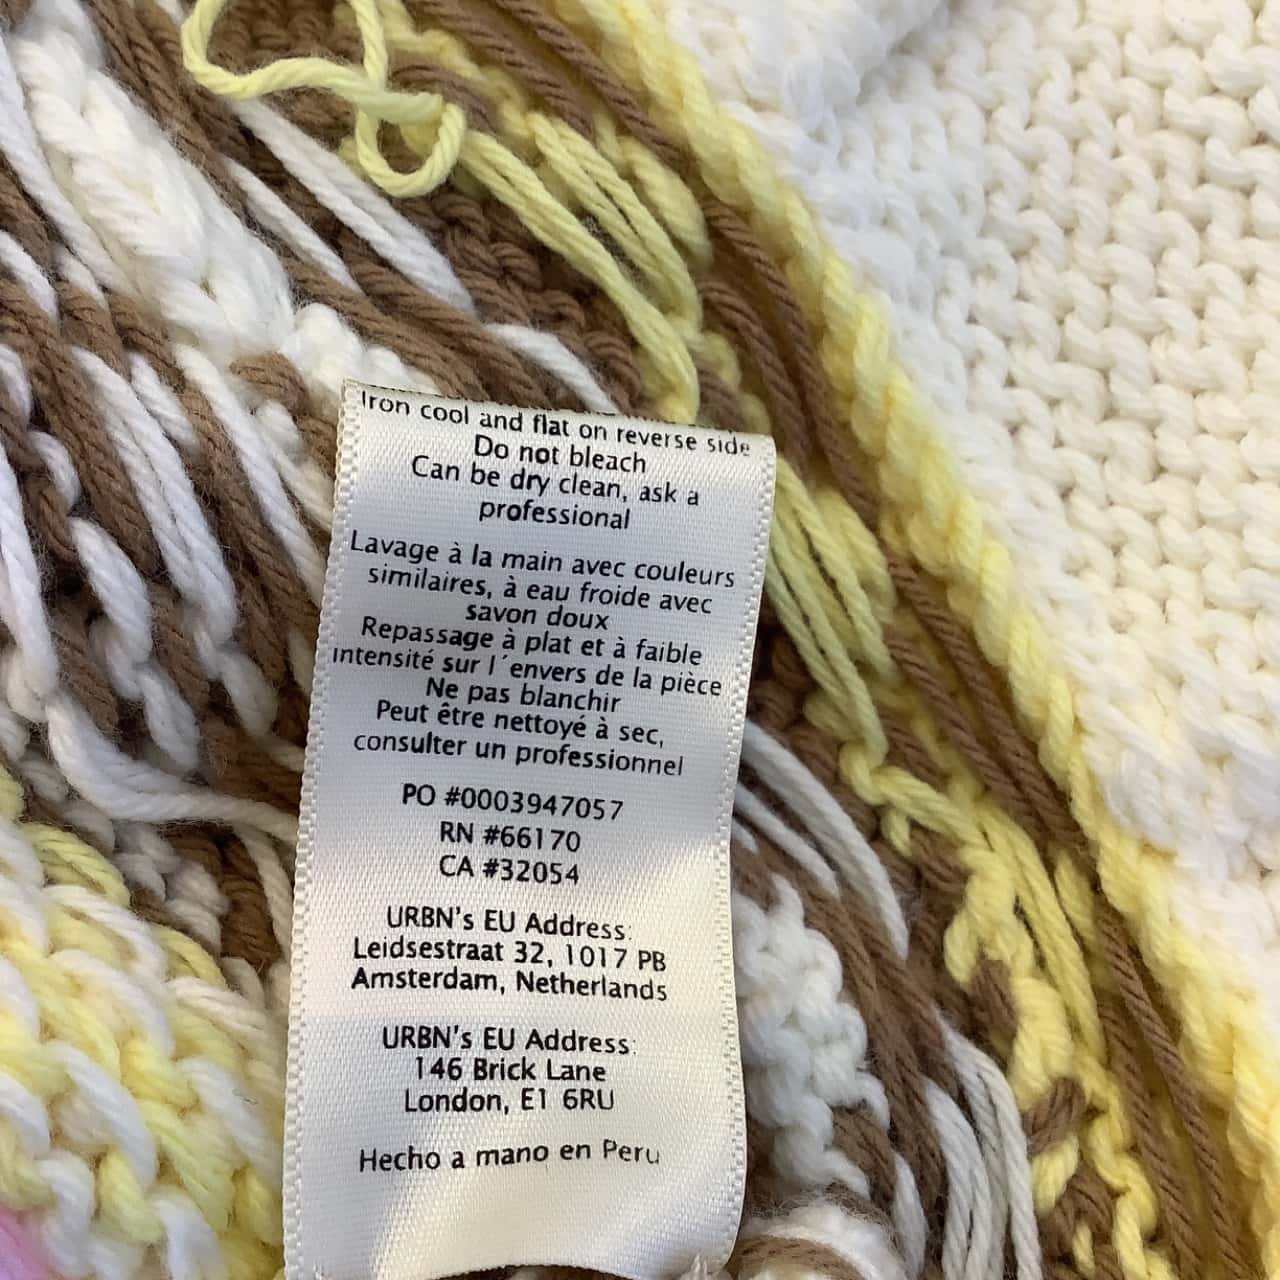 Iron cool and flat on reverse side
Do not bleach
Can be dry clean, ask a
professional
Lavage à la main avec couleurs
similaires, à eau froide avec
savon doux
Repassage à plat et à faible
intensité sur l´envers de la pièce
Ne pas blanchir
Peut être nettoyé à sec,
consulter un professionnel
PO #0003947057
RN #66170
CA #32054
URBN's EU Address:
Leidsestraat 32, 1017 PB
Amsterdam, Netherlands
URBN's EU Address:
146 Brick Lane
London, E1 6RU
Hecho a mano en Peru